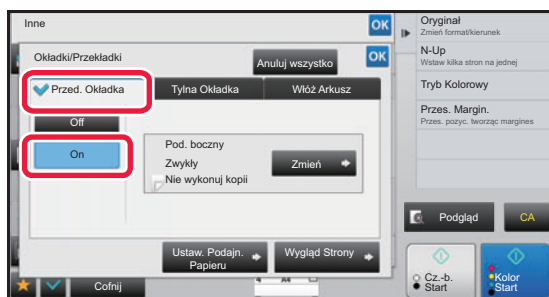 Inne
OK
Okładki/Przekładki
Anuluj wszystko
OK
Przed. Okładka
Tylna Okładka
Włóż Arkusz
Off
On
Pod. boczny
Zwykły
Nie wykonuj kopii
Zmień
Ustaw. Podajn.
Papieru
Wygląd Strony
Cofnij
A4
Oryginał
Zmień format/kierunek
N-Up
Wstaw kilka stron na jednej
Tryb Kolorowy
Przes. Margin.
Przes. pozyc. tworząc margines
Podgląd
CA
Cz.-b.
Start
Kolor
Start